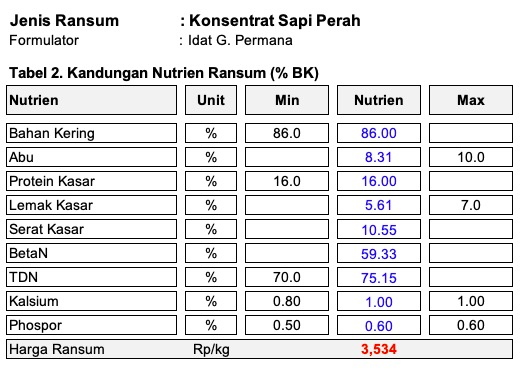 Jenis Ransum : Konsentrat Sapi Perah
Formulator : Idat G. Permana
Tabel 2. Kandungan Nutrien Ransum (% BK)
Nutrien Unit Min Nutrien Max
Bahan Kering % 86.0 86.00
Abu % 8.31 10.0
Protein Kasar % 16.0 16.00
Lemak Kasar % 5.61 7.0
Serat Kasar % 10.55
BetaN % 59.33
TDN % 70.0 75.15
Kalsium % 0.80 1.00 1.00
Phospor % 0.50 0.60 0.60
Harga Ransum Rp/kg 3,534